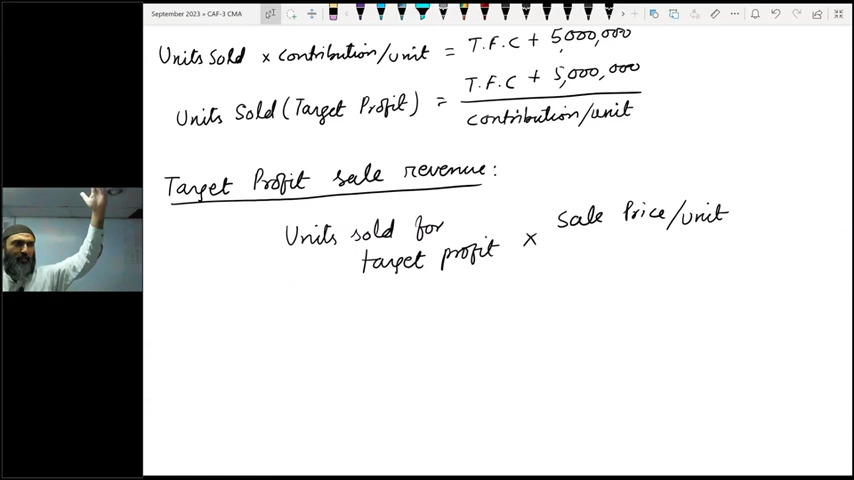 September 2023 » CAF-3 CMA
Units Sold x contribution/unit = T.F.C + 5,000,000
Units Sold (Target Profit) = T.F.C + 5,000,000
contribution/unit
Target Profit sale revenue:
Units sold for target profit x Sale Price/unit